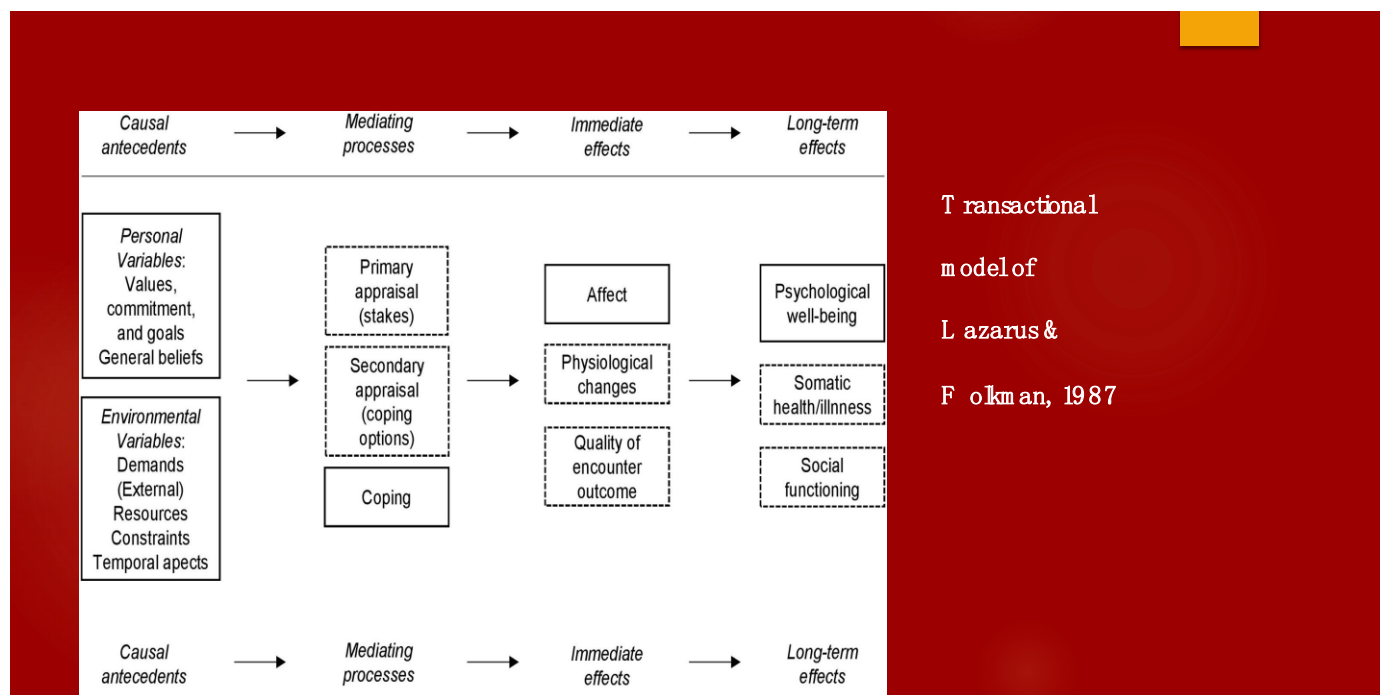 Causal
antecedents
Mediating
processes
Immediate
effects
Long-term
effects
Personal
Variables:
Values,
commitment,
and goals
General beliefs
Environmental
Variables:
Demands
(External)
Resources
Constraints
Temporal apects
Primary
appraisal
(stakes)
Secondary
appraisal
(coping
options)
Coping
Affect
Physiological
changes
Quality of
encounter
outcome
Psychological
well-being
Somatic
health/illnness
Social
functioning
Causal
antecedents
Mediating
processes
Immediate
effects
Long-term
effects
Transactional
model of
Lazarus &
Folkman, 1987